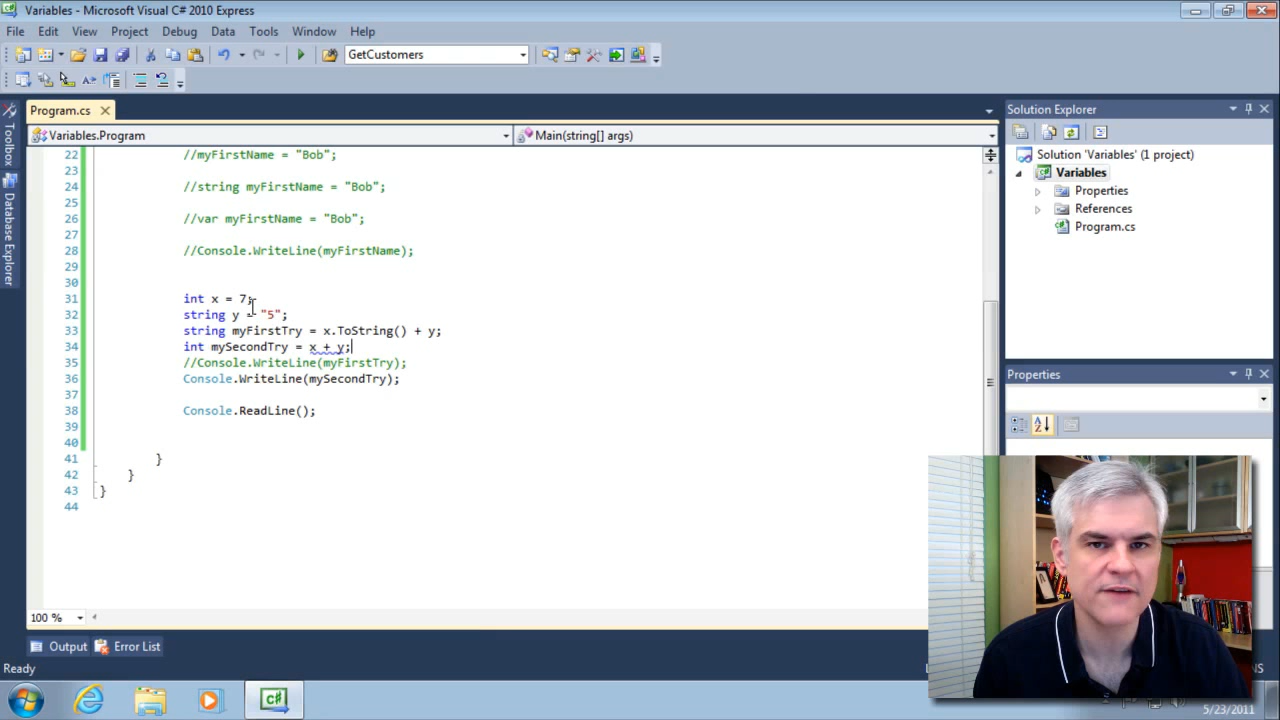 Variables - Microsoft Visual C# 2010 Express
File Edit View Project Debug Data Tools Window Help
GetCustomers
Program.cs
Variables.Program
Main(string[] args)
Toolbox
Database Explorer
22 //myFirstName = "Bob";
23
24 //string myFirstName = "Bob";
25
26 //var myFirstName = "Bob";
27
28 //Console.WriteLine(myFirstName);
29
30
31 int x = 7;
32 string y = "5";
33 string myFirstTry = x.ToString() + y;
34 int mySecondTry = x + y;
35 //Console.WriteLine(myFirstTry);
36 Console.WriteLine(mySecondTry);
37
38 Console.ReadLine();
39
40
41 }
42 }
43 }
44
100 %
Solution Explorer
Solution 'Variables' (1 project)
Variables
Properties
References
Program.cs
Properties
Output Error List
Ready
C#
5/23/2011